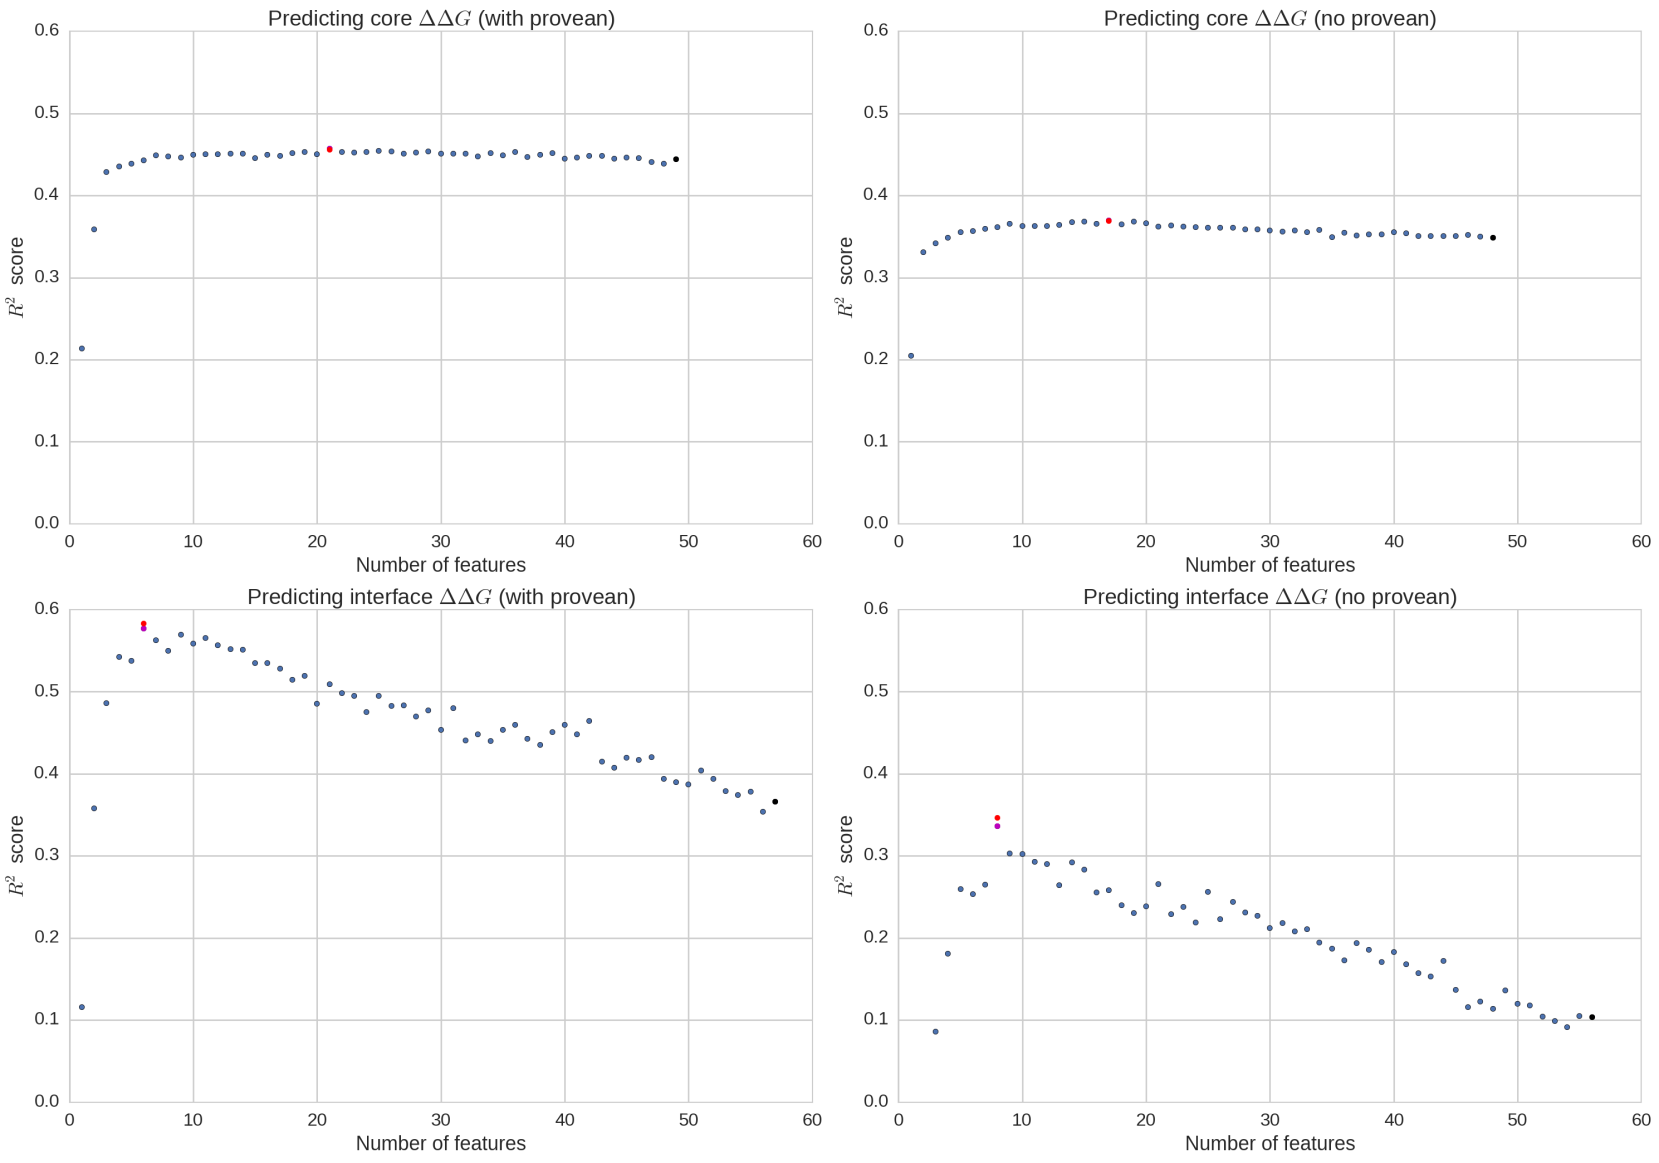 Predicting core ΔΔG (with provean)
0.6
0.5
0.4
0.3
0.2
0.1
0.0
R² score
0 10 20 30 40 50 60
Number of features
Predicting core ΔΔG (no provean)
0.6
0.5
0.4
0.3
0.2
0.1
0.0
R² score
0 10 20 30 40 50 60
Number of features
Predicting interface ΔΔG (with provean)
0.6
0.5
0.4
0.3
0.2
0.1
0.0
R² score
0 10 20 30 40 50 60
Number of features
Predicting interface ΔΔG (no provean)
0.6
0.5
0.4
0.3
0.2
0.1
0.0
R² score
0 10 20 30 40 50 60
Number of features